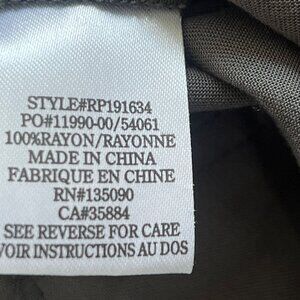 STYLE#RP191634
PO#11990-00/54061
100%RAYON/RAYONNE
MADE IN CHINA
FABRIQUE EN CHINE
RN#135090
CA#35884
SEE REVERSE FOR CARE
VOIR INSTRUCTIONS AU DOS